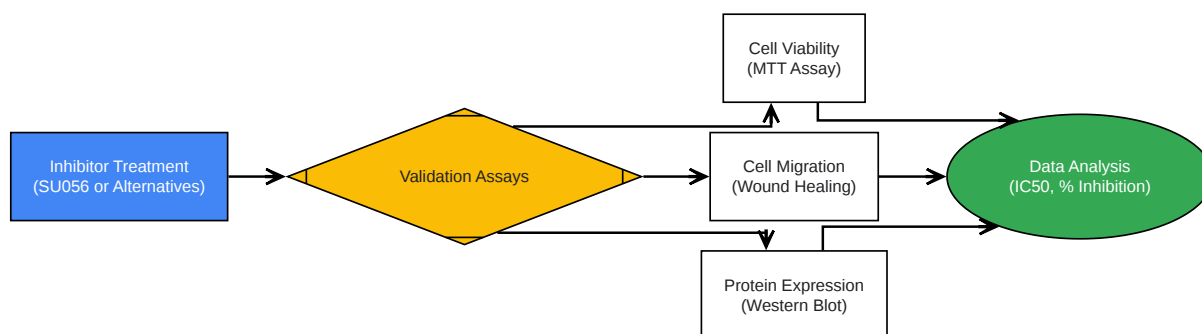 Inhibitor Treatment
(SU056 or Alternatives)
Validation Assays
Cell Viability
(MTT Assay)
Cell Migration
(Wound Healing)
Protein Expression
(Western Blot)
Data Analysis
(IC50, % Inhibition)